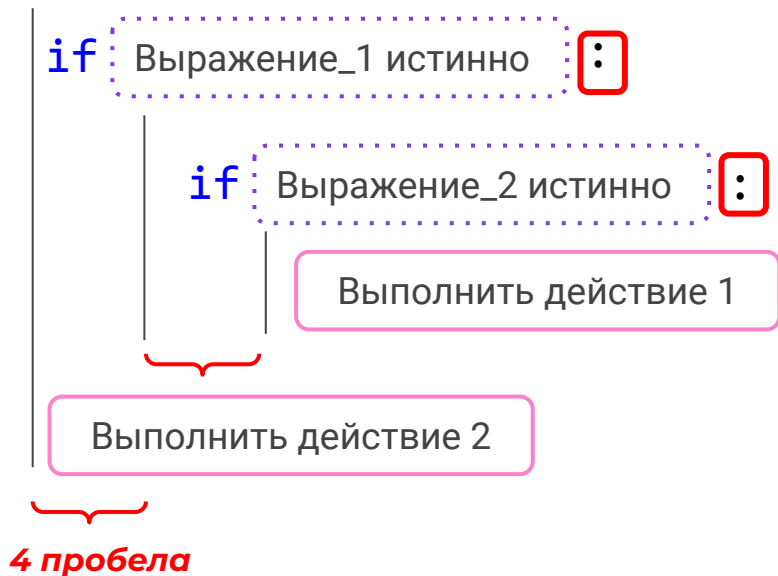 if Выражение_1 истинно :
if Выражение_2 истинно :
Выполнить действие 1
Выполнить действие 2
4 пробела